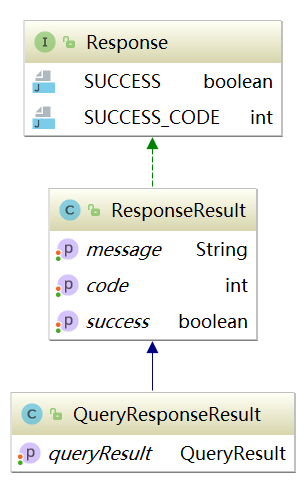 I Response
J SUCCESS boolean
J SUCCESS_CODE int
C ResponseResult
p message String
p code int
p success boolean
C QueryResponseResult
p queryResult QueryResult